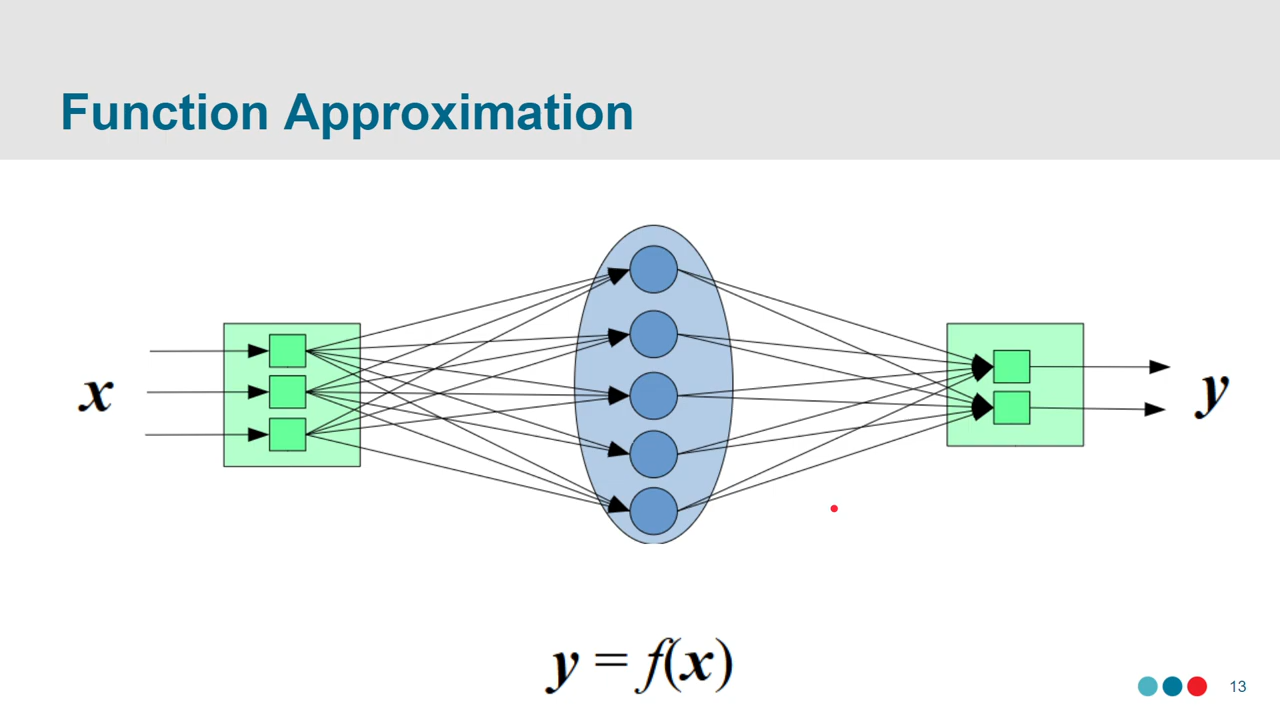 Function Approximation
x
y
y = f(x)
13